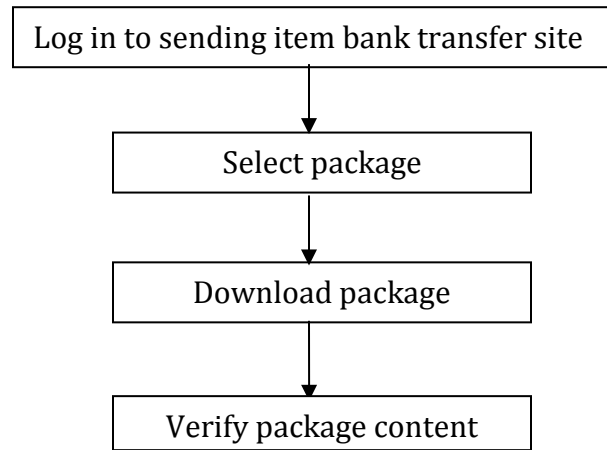 Log in to sending item bank transfer site
Select package
Download package
Verify package content